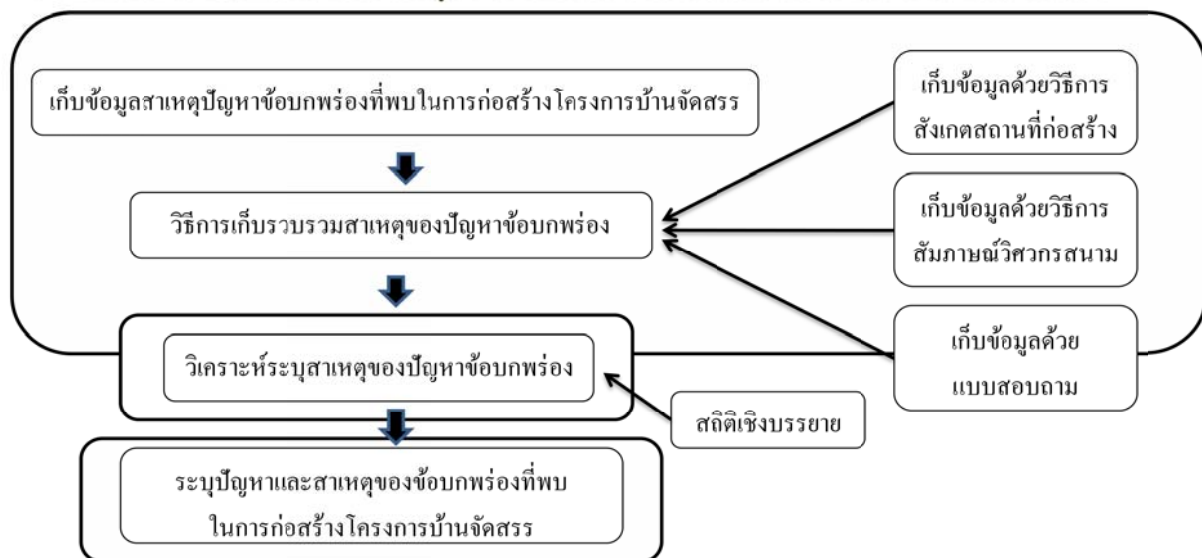 เก็บข้อมูลสาเหตุปัญหาข้อบกพร่องที่พบในการก่อสร้างโครงการบ้านจัดสรร
วิธีการเก็บรวบรวมสาเหตุของปัญหาข้อบกพร่อง
วิเคราะห์ระบุสาเหตุของปัญหาข้อบกพร่อง
ระบุปัญหาและสาเหตุของข้อบกพร่องที่พบ
ในการก่อสร้างโครงการบ้านจัดสรร
เก็บข้อมูลด้วยวิธีการ
สังเกตสถานที่ก่อสร้าง
เก็บข้อมูลด้วยวิธีการ
สัมภาษณ์วิศวกรสนาม
เก็บข้อมูลด้วย
แบบสอบถาม
สถิติเชิงบรรยาย